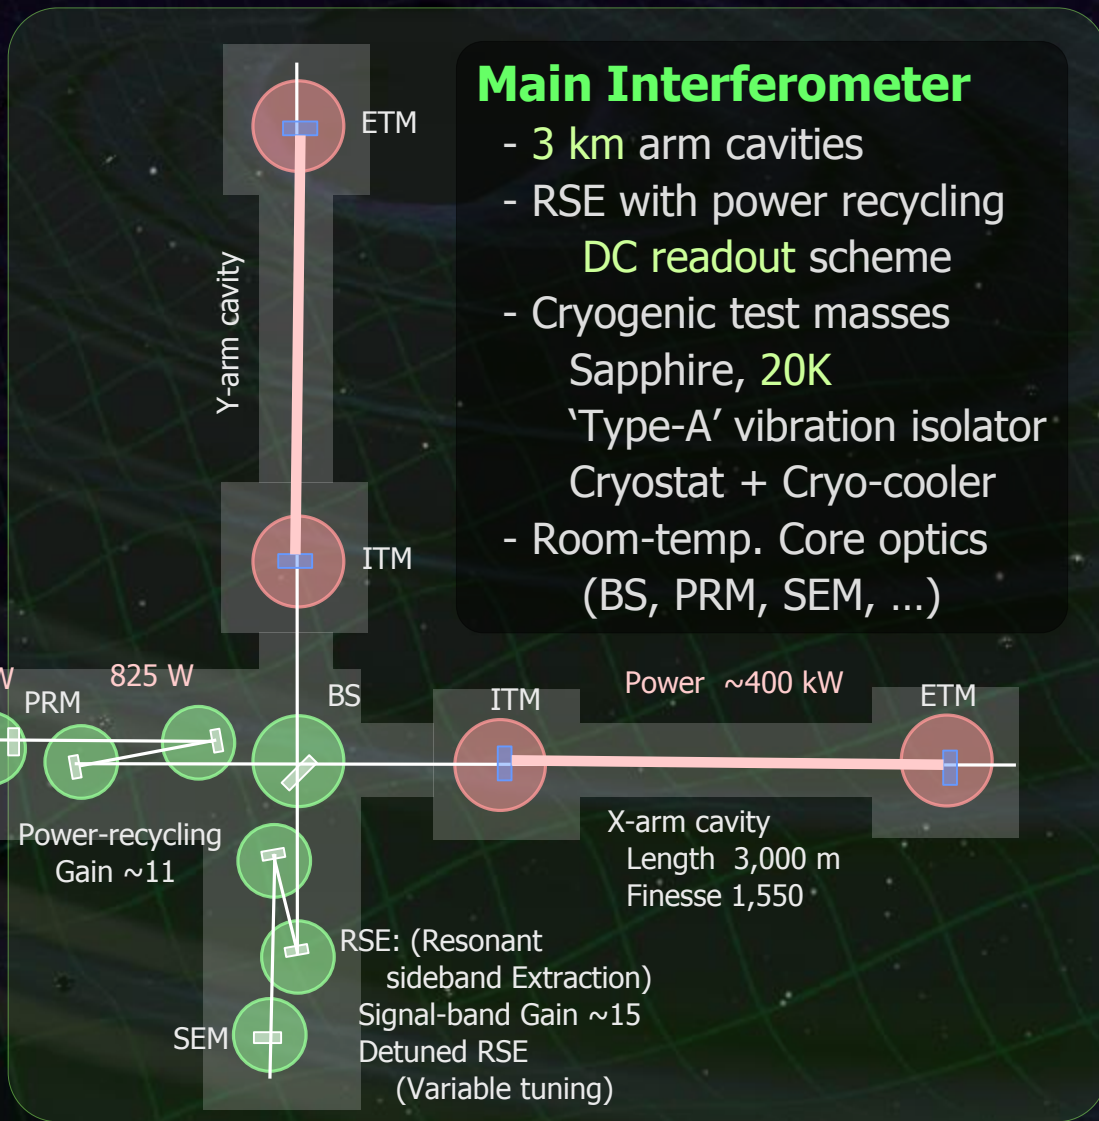 Main Interferometer
- 3 km arm cavities
- RSE with power recycling
DC readout scheme
- Cryogenic test masses
Sapphire, 20K
‘Type-A’ vibration isolator
Cryostat + Cryo-cooler
- Room-temp. Core optics
(BS, PRM, SEM, …)
ETM
Y-arm cavity
ITM
825 W
PRM
BS
ITM
Power ~400 kW
ETM
Power-recycling
Gain ~11
X-arm cavity
Length 3,000 m
Finesse 1,550
RSE: (Resonant
sideband Extraction)
Signal-band Gain ~15
Detuned RSE
(Variable tuning)
SEM